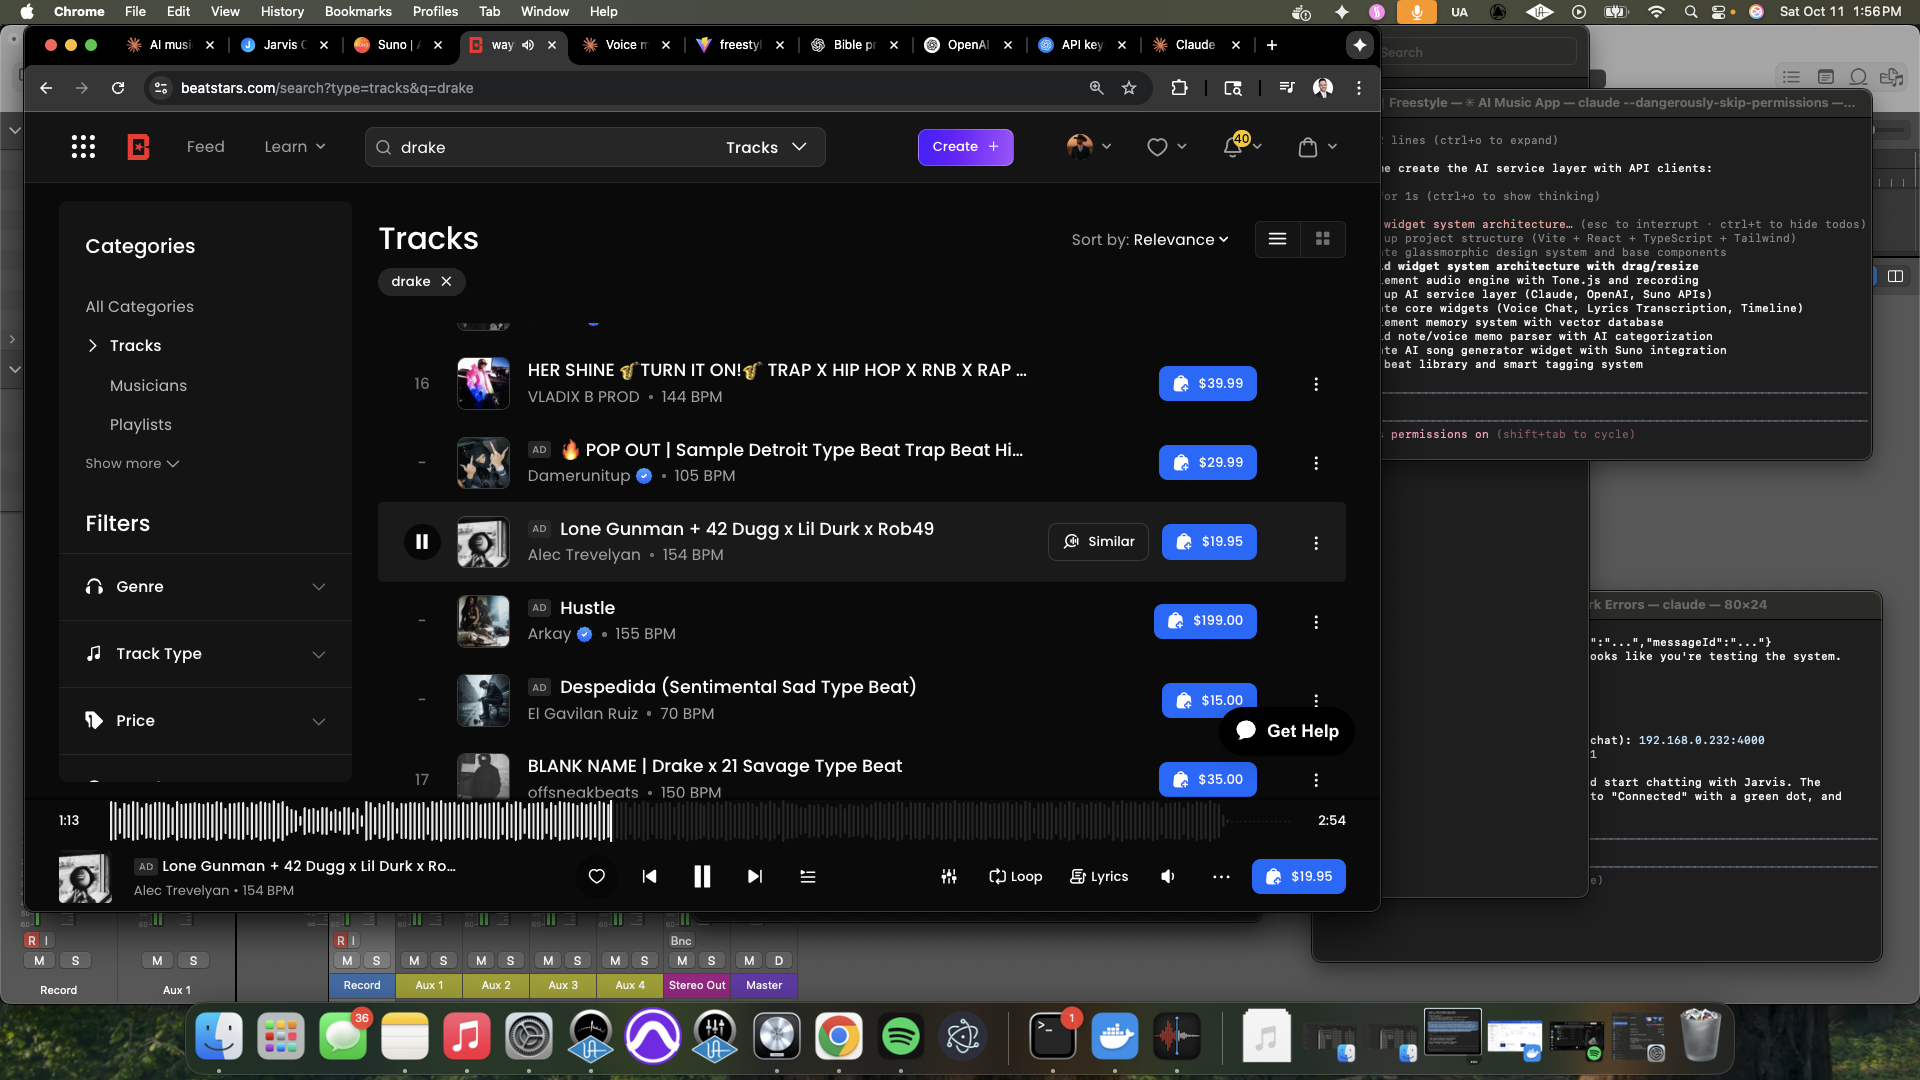 Chrome File Edit View History Bookmarks Profiles Tab Window Help
UA
Sat Oct 11 1:56 PM
AI musi
Jarvis C
Suno | A
way
Voice m
freestyl
Bible pr
OpenAI
API key
Claude
beatstars.com/search?type=tracks&q=drake
Feed
Learn
drake
Tracks
Create +
40
Categories
All Categories
Tracks
Musicians
Playlists
Show more
Filters
Genre
Track Type
Price
Tracks
Sort by: Relevance
drake
16
HER SHINE 🎷TURN IT ON!🎷 TRAP X HIP HOP X RNB X RAP ...
VLADIX B PROD • 144 BPM
$39.99
-
AD 🔥 POP OUT | Sample Detroit Type Beat Trap Beat Hi...
Damerunitup • 105 BPM
$29.99
AD Lone Gunman + 42 Dugg x Lil Durk x Rob49
Alec Trevelyan • 154 BPM
Similar
$19.95
-
AD Hustle
Arkay • 155 BPM
$199.00
-
AD Despedida (Sentimental Sad Type Beat)
El Gavilan Ruiz • 70 BPM
$15.00
Get Help
17
BLANK NAME | Drake x 21 Savage Type Beat
offsneakbeats • 150 BPM
$35.00
1:13
2:54
AD Lone Gunman + 42 Dugg x Lil Durk x Ro...
Alec Trevelyan • 154 BPM
Loop
Lyrics
$19.95
Search
Freestyle — ✳ AI Music App — claude --dangerously-skip-permissions —...
lines (ctrl+o to expand)
e create the AI service layer with API clients:
or 1s (ctrl+o to show thinking)
widget system architecture… (esc to interrupt · ctrl+t to hide todos)
up project structure (Vite + React + TypeScript + Tailwind)
te glassmorphic design system and base components
d widget system architecture with drag/resize
lement audio engine with Tone.js and recording
up AI service layer (Claude, OpenAI, Suno APIs)
te core widgets (Voice Chat, Lyrics Transcription, Timeline)
lement memory system with vector database
d note/voice memo parser with AI categorization
te AI song generator widget with Suno integration
beat library and smart tagging system
permissions on (shift+tab to cycle)
rk Errors — claude — 80×24
":"...","messageId":"..."}
ooks like you're testing the system.
chat): 192.168.0.232:4000
1
d start chatting with Jarvis. The
to "Connected" with a green dot, and
e)
R I
R I
Bnc
M S
M S
M S
M S
M S
M S
M S
M S
M D
Record
Aux 1
Record
Aux 1
Aux 2
Aux 3
Aux 4
Stereo Out
Master
36
1